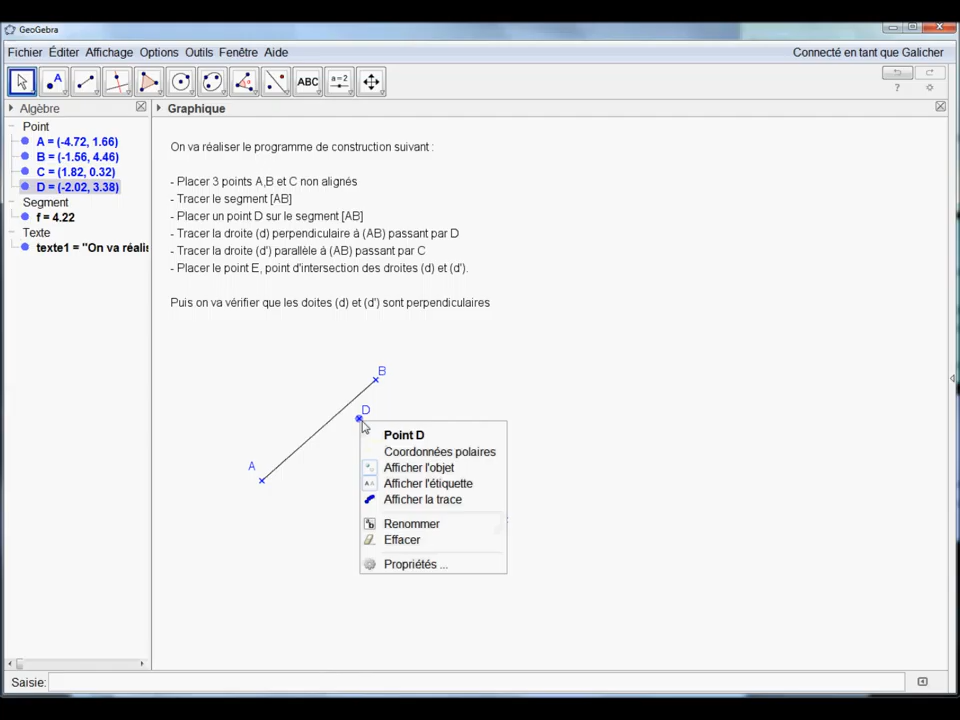 GeoGebra
Fichier Éditer Affichage Options Outils Fenêtre Aide
Connecté en tant que Galicher
A
ABC
a=2
?
Algèbre
Graphique
Point
A = (-4.72, 1.66)
B = (-1.56, 4.46)
C = (1.82, 0.32)
D = (-2.02, 3.38)
Segment
f = 4.22
Texte
texte1 = "On va réalis
On va réaliser le programme de construction suivant :
- Placer 3 points A,B et C non alignés
- Tracer le segment [AB]
- Placer un point D sur le segment [AB]
- Tracer la droite (d) perpendiculaire à (AB) passant par D
- Tracer la droite (d') parallèle à (AB) passant par C
- Placer le point E, point d'intersection des droites (d) et (d').
Puis on va vérifier que les doites (d) et (d') sont perpendiculaires
B
D
A
Point D
Coordonnées polaires
Afficher l'objet
Afficher l'étiquette
Afficher la trace
Renommer
Effacer
Propriétés ...
Saisie: